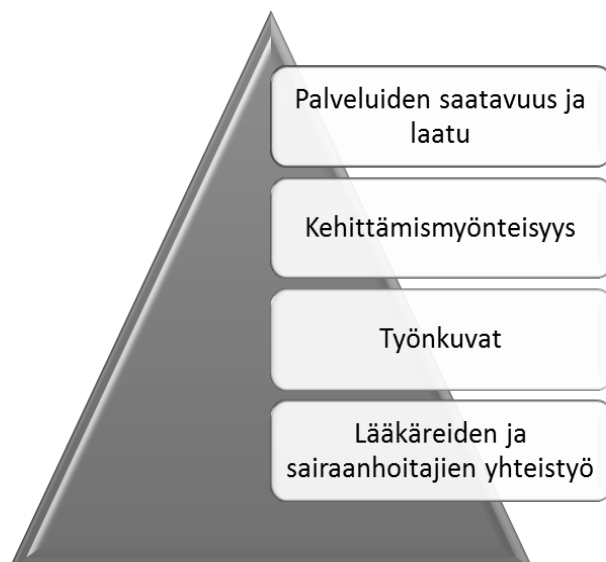 Palveluiden saatavuus ja
laatu
Kehittämismyönteisyys
Työnkuvat
Lääkäreiden ja
sairaanhoitajien yhteistyö